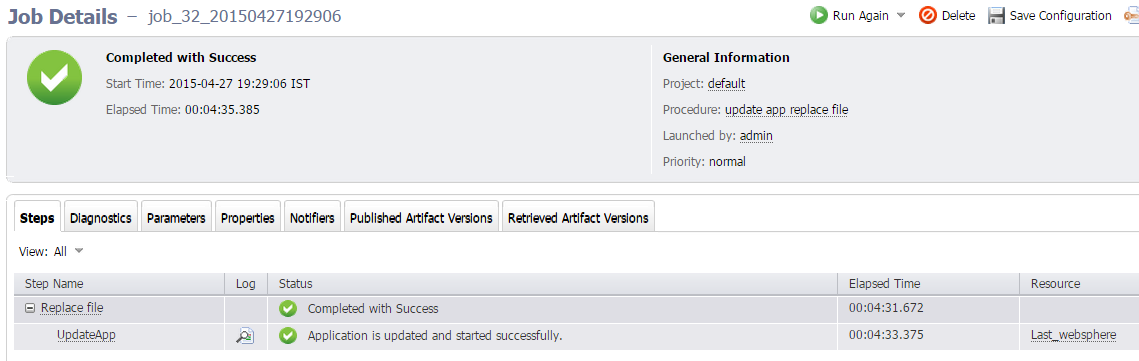 Job Details – job_32_20150427192906
Run Again Delete Save Configuration
Completed with Success
Start Time: 2015-04-27 19:29:06 IST
Elapsed Time: 00:04:35.385
General Information
Project: default
Procedure: update app replace file
Launched by: admin
Priority: normal
Steps Diagnostics Parameters Properties Notifiers Published Artifact Versions Retrieved Artifact Versions
View: All
Step Name Log Status Elapsed Time Resource
Replace file Completed with Success 00:04:31.672
UpdateApp Application is updated and started successfully. 00:04:33.375 Last_websphere